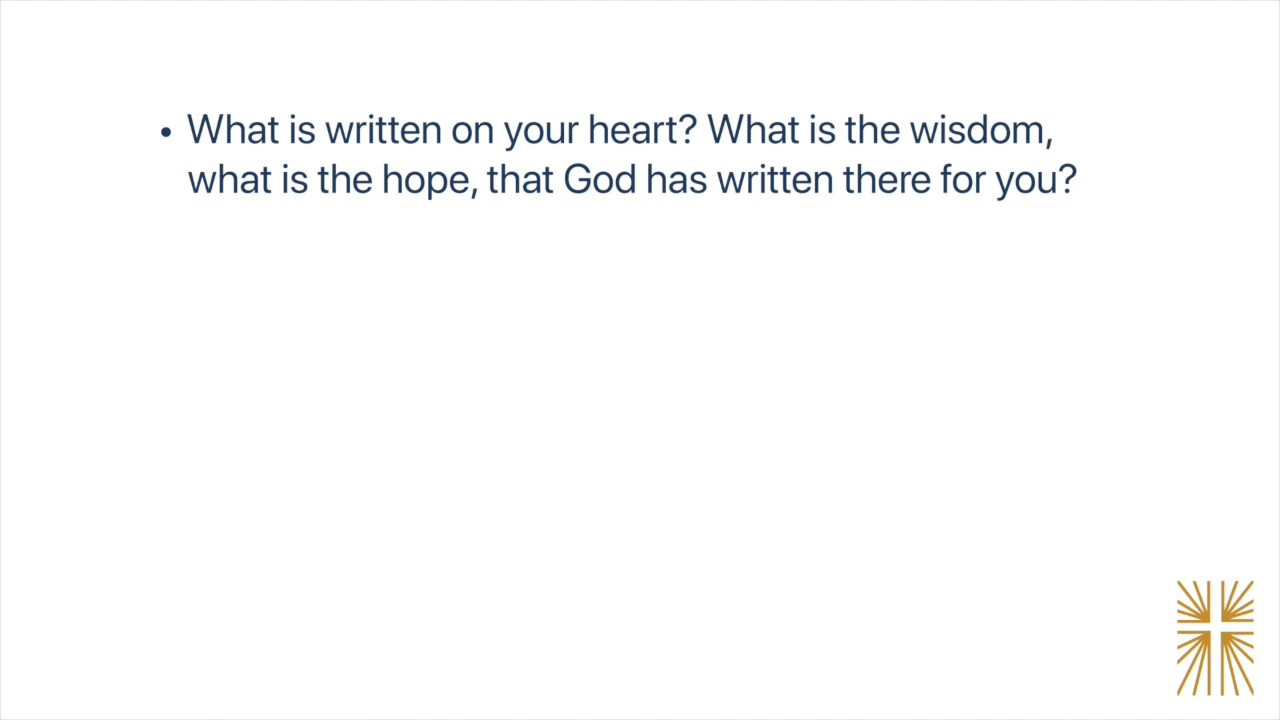 • What is written on your heart? What is the wisdom,
what is the hope, that God has written there for you?